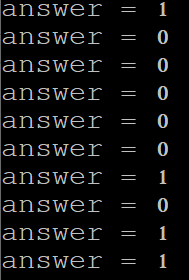 answer = 1
answer = 0
answer = 0
answer = 0
answer = 0
answer = 0
answer = 1
answer = 0
answer = 1
answer = 1